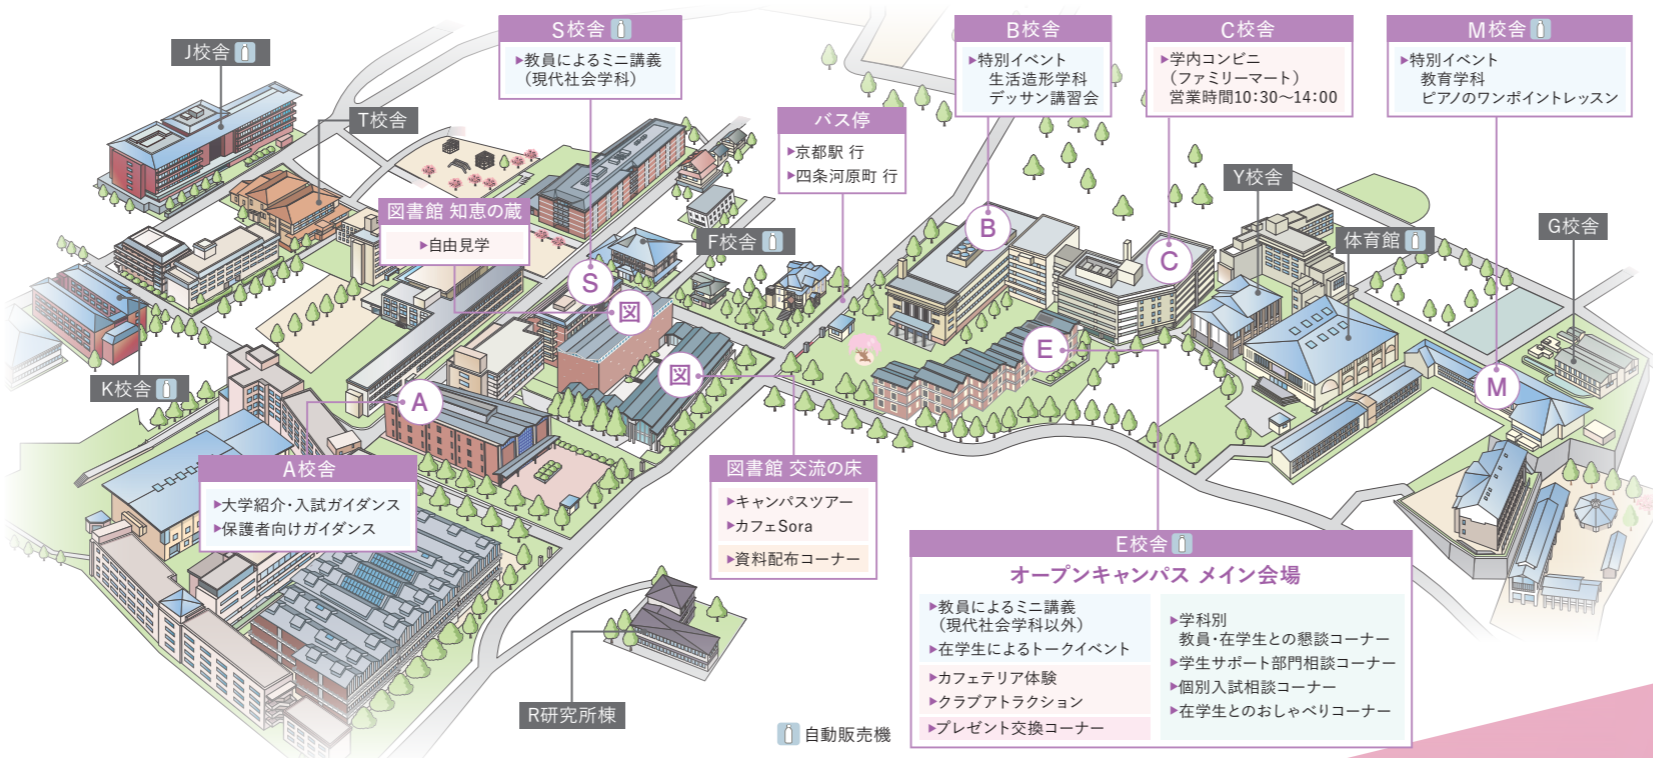 J校舎
T校舎
S校舎
▶教員によるミニ講義
(現代社会学科)
図書館 知恵の蔵
▶自由見学
F校舎
バス停
▶京都駅 行
▶四条河原町 行
B校舎
▶特別イベント
生活造形学科
デッサン講習会
C校舎
▶学内コンビニ
(ファミリーマート)
営業時間10:30〜14:00
M校舎
▶特別イベント
教育学科
ピアノのワンポイントレッスン
Y校舎
体育館
G校舎
B
C
S
図
E
図
A
M
K校舎
A校舎
▶大学紹介・入試ガイダンス
▶保護者向けガイダンス
図書館 交流の床
▶キャンパスツアー
▶カフェSora
▶資料配布コーナー
R研究所棟
自動販売機
E校舎
オープンキャンパス メイン会場
▶教員によるミニ講義
(現代社会学科以外)
▶在学生によるトークイベント
▶カフェテリア体験
▶クラブアトラクション
▶プレゼント交換コーナー
▶学科別
教員・在学生との懇談コーナー
▶学生サポート部門相談コーナー
▶個別入試相談コーナー
▶在学生とのおしゃべりコーナー